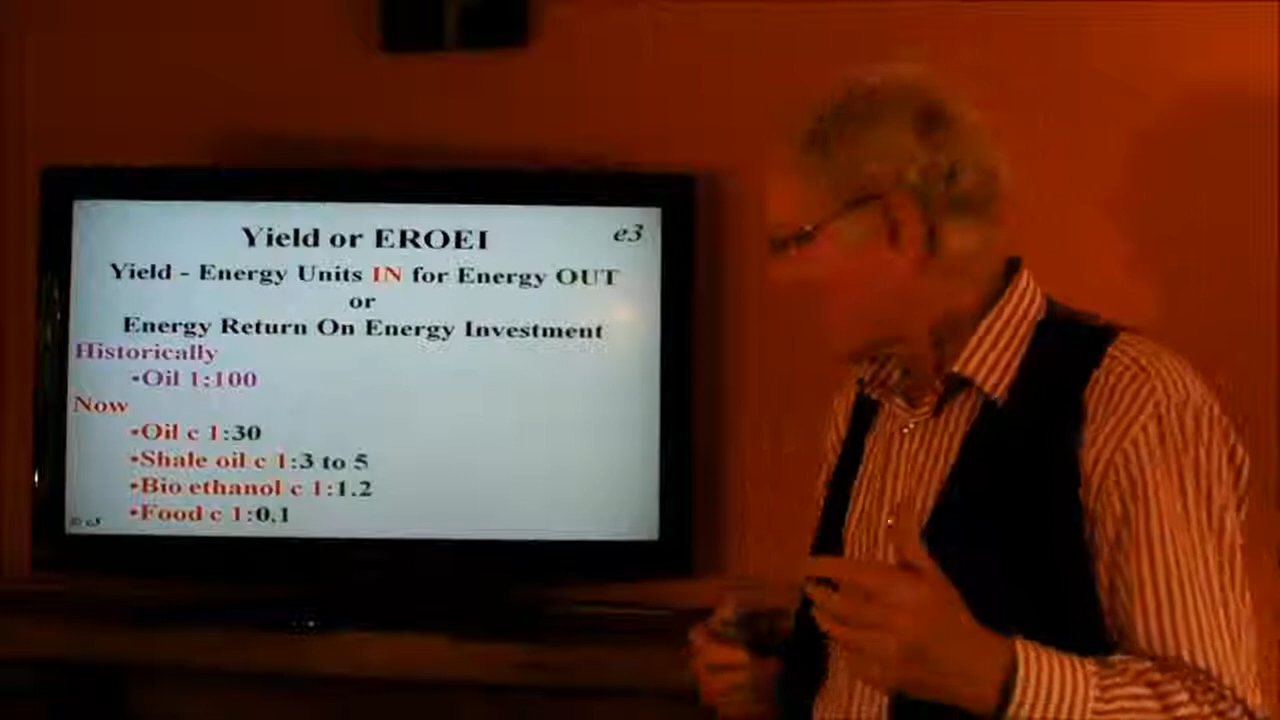 Yield or EROEI
e3
Yield - Energy Units IN for Energy OUT
or
Energy Return On Energy Investment
Historically
•Oil 1:100
Now
•Oil c 1:30
•Shale oil c 1:3 to 5
•Bio ethanol c 1:1.2
•Food c 1:0.1
© e3